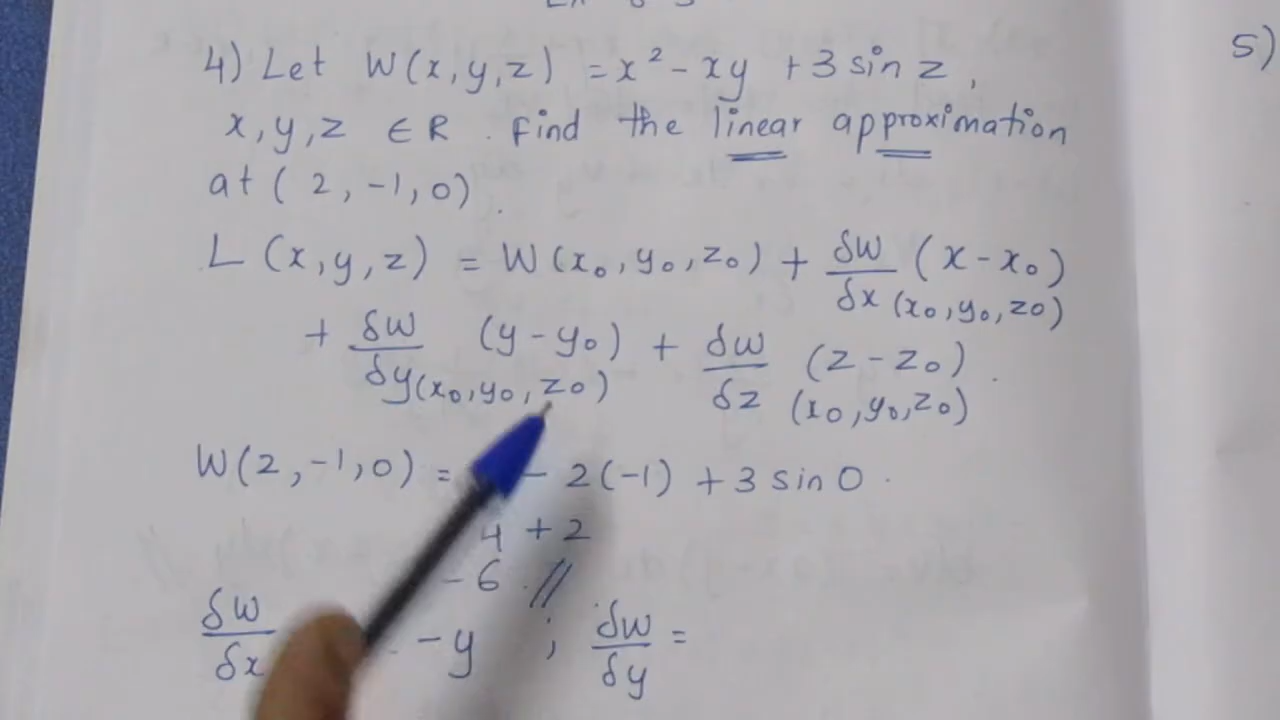 4) Let W(x,y,z) = x² - xy + 3 sin z,
x,y,z ∈ R. Find the linear approximation
at (2,-1,0).
L(x,y,z) = W(x₀,y₀,z₀) + δw/δx (x₀,y₀,z₀) (x-x₀)
+ δw/δy (x₀,y₀,z₀) (y-y₀) + δw/δz (x₀,y₀,z₀) (z-z₀).
W(2,-1,0) = - 2(-1) + 3 sin 0.
4 + 2
6 //
δw/δx - y ; δw/δy =
5)